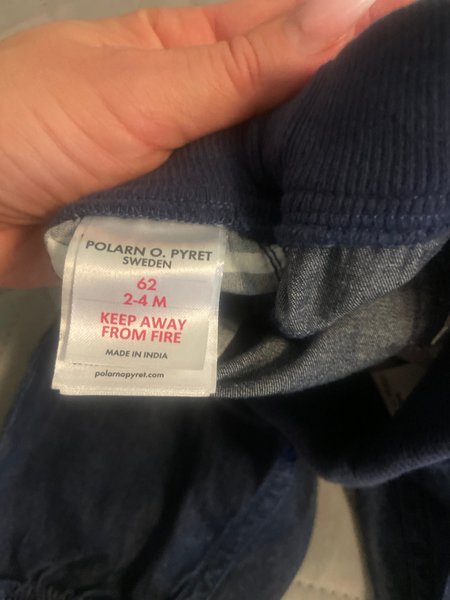 POLARN O. PYRET
SWEDEN
62
2-4 M
KEEP AWAY
FROM FIRE
MADE IN INDIA
polarnopyret.com